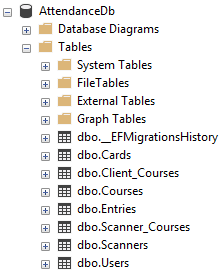 AttendanceDb
Database Diagrams
Tables
System Tables
FileTables
External Tables
Graph Tables
dbo.__EFMigrationsHistory
dbo.Cards
dbo.Client_Courses
dbo.Courses
dbo.Entries
dbo.Scanner_Courses
dbo.Scanners
dbo.Users